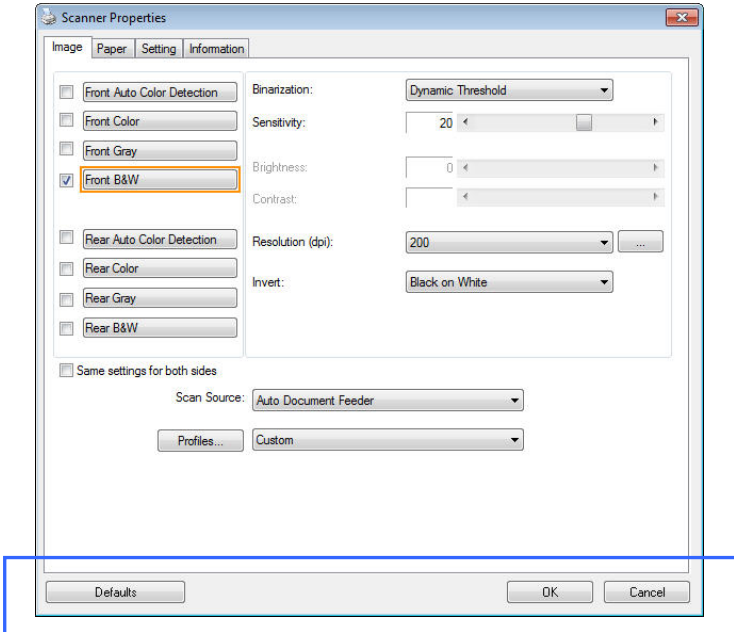 Scanner Properties
Image Paper Setting Information
Front Auto Color Detection
Front Color
Front Gray
Front B&W
Rear Auto Color Detection
Rear Color
Rear Gray
Rear B&W
Binarization: Dynamic Threshold
Sensitivity: 20
Brightness: 0
Contrast:
Resolution (dpi): 200 ...
Invert: Black on White
Same settings for both sides
Scan Source: Auto Document Feeder
Profiles... Custom
Defaults OK Cancel